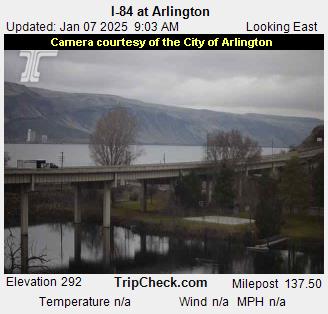 I-84 at Arlington
Updated: Jan 07 2025 9:03 AM Looking East
Camera courtesy of the City of Arlington
Elevation 292 TripCheck.com Milepost 137.50
Temperature n/a Wind n/a MPH n/a